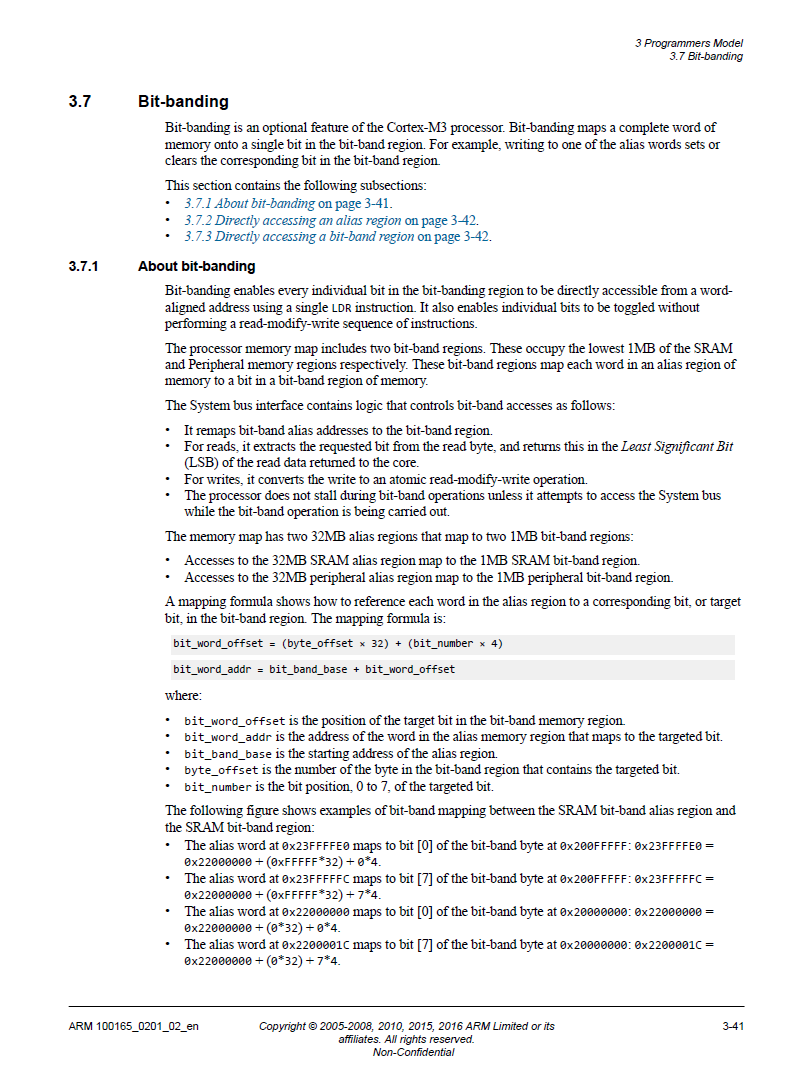 3 Programmers Model
3.7 Bit-banding
3.7 Bit-banding
Bit-banding is an optional feature of the Cortex-M3 processor. Bit-banding maps a complete word of
memory onto a single bit in the bit-band region. For example, writing to one of the alias words sets or
clears the corresponding bit in the bit-band region.
This section contains the following subsections:
• 3.7.1 About bit-banding on page 3-41.
• 3.7.2 Directly accessing an alias region on page 3-42.
• 3.7.3 Directly accessing a bit-band region on page 3-42.
3.7.1 About bit-banding
Bit-banding enables every individual bit in the bit-banding region to be directly accessible from a word-
aligned address using a single LDR instruction. It also enables individual bits to be toggled without
performing a read-modify-write sequence of instructions.
The processor memory map includes two bit-band regions. These occupy the lowest 1MB of the SRAM
and Peripheral memory regions respectively. These bit-band regions map each word in an alias region of
memory to a bit in a bit-band region of memory.
The System bus interface contains logic that controls bit-band accesses as follows:
• It remaps bit-band alias addresses to the bit-band region.
• For reads, it extracts the requested bit from the read byte, and returns this in the Least Significant Bit
(LSB) of the read data returned to the core.
• For writes, it converts the write to an atomic read-modify-write operation.
• The processor does not stall during bit-band operations unless it attempts to access the System bus
while the bit-band operation is being carried out.
The memory map has two 32MB alias regions that map to two 1MB bit-band regions:
• Accesses to the 32MB SRAM alias region map to the 1MB SRAM bit-band region.
• Accesses to the 32MB peripheral alias region map to the 1MB peripheral bit-band region.
A mapping formula shows how to reference each word in the alias region to a corresponding bit, or target
bit, in the bit-band region. The mapping formula is:
bit_word_offset = (byte_offset × 32) + (bit_number × 4)
bit_word_addr = bit_band_base + bit_word_offset
where:
• bit_word_offset is the position of the target bit in the bit-band memory region.
• bit_word_addr is the address of the word in the alias memory region that maps to the targeted bit.
• bit_band_base is the starting address of the alias region.
• byte_offset is the number of the byte in the bit-band region that contains the targeted bit.
• bit_number is the bit position, 0 to 7, of the targeted bit.
The following figure shows examples of bit-band mapping between the SRAM bit-band alias region and
the SRAM bit-band region:
• The alias word at 0x23FFFFE0 maps to bit [0] of the bit-band byte at 0x200FFFFF: 0x23FFFFE0 =
0x22000000 + (0xFFFFF*32) + 0*4.
• The alias word at 0x23FFFFFC maps to bit [7] of the bit-band byte at 0x200FFFFF: 0x23FFFFFC =
0x22000000 + (0xFFFFF*32) + 7*4.
• The alias word at 0x22000000 maps to bit [0] of the bit-band byte at 0x20000000: 0x22000000 =
0x22000000 + (0*32) + 0*4.
• The alias word at 0x2200001C maps to bit [7] of the bit-band byte at 0x20000000: 0x2200001C =
0x22000000 + (0*32) + 7*4.
ARM 100165_0201_02_en Copyright © 2005-2008, 2010, 2015, 2016 ARM Limited or its 3-41
affiliates. All rights reserved.
Non-Confidential